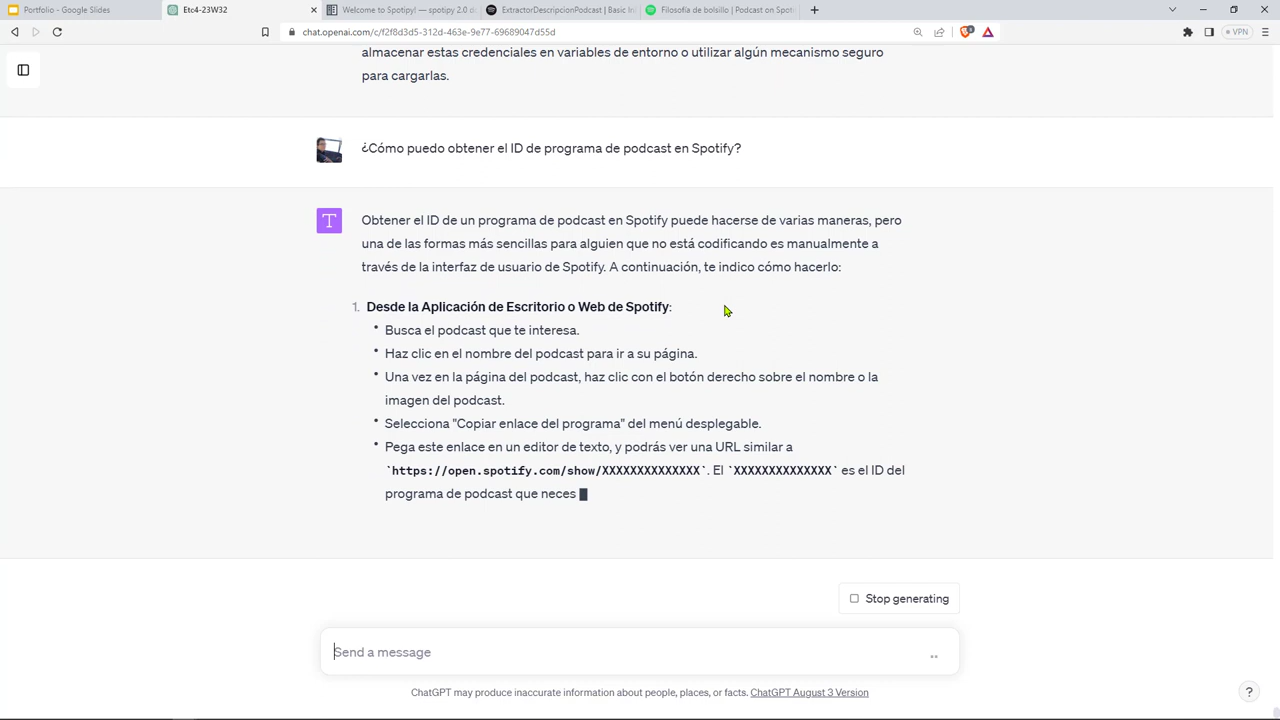 Portfolio - Google Slides
Etc4-23W32
Welcome to Spotipy! — spotipy 2.0 d
ExtractorDescripcionPodcast | Basic In
Filosofía de bolsillo | Podcast on Spot
chat.openai.com/c/f2f8d3d5-312d-463e-9e77-69689047d55d
VPN
almacenar estas credenciales en variables de entorno o utilizar algún mecanismo seguro
para cargarlas.
¿Cómo puedo obtener el ID de programa de podcast en Spotify?
T
Obtener el ID de un programa de podcast en Spotify puede hacerse de varias maneras, pero
una de las formas más sencillas para alguien que no está codificando es manualmente a
través de la interfaz de usuario de Spotify. A continuación, te indico cómo hacerlo:
1. Desde la Aplicación de Escritorio o Web de Spotify:
• Busca el podcast que te interesa.
• Haz clic en el nombre del podcast para ir a su página.
• Una vez en la página del podcast, haz clic con el botón derecho sobre el nombre o la
imagen del podcast.
• Selecciona "Copiar enlace del programa" del menú desplegable.
• Pega este enlace en un editor de texto, y podrás ver una URL similar a
`https://open.spotify.com/show/XXXXXXXXXXXXXX`. El `XXXXXXXXXXXXXX` es el ID del
programa de podcast que neces
Stop generating
Send a message
ChatGPT may produce inaccurate information about people, places, or facts. ChatGPT August 3 Version
?